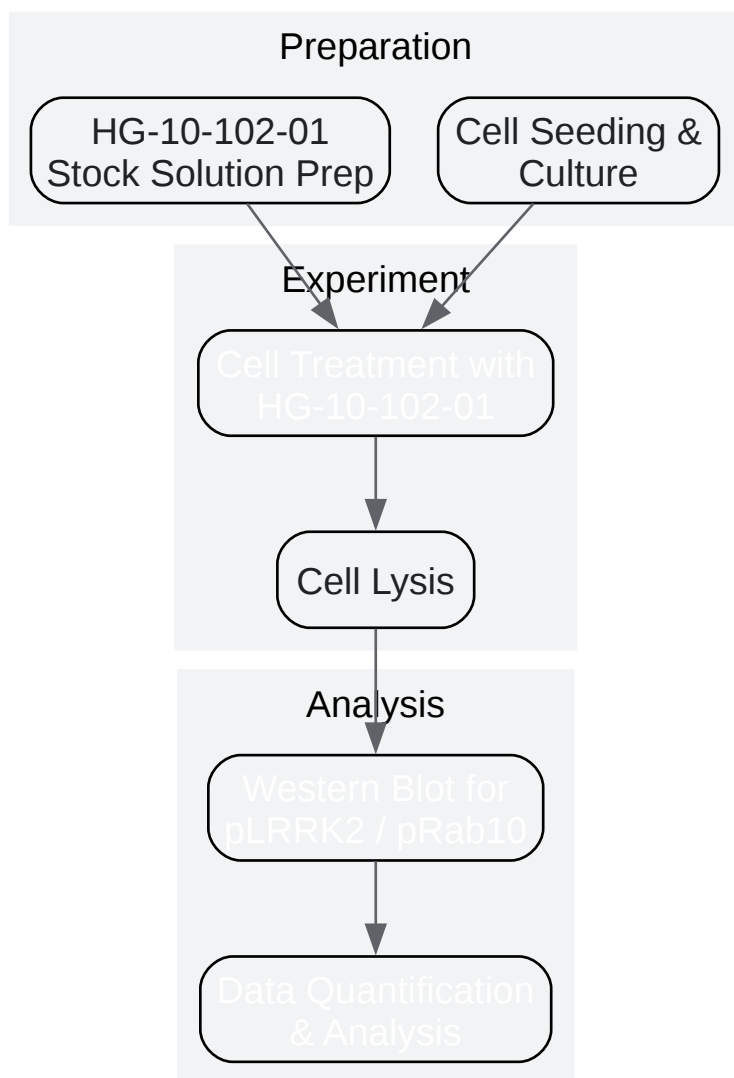 Preparation
HG-10-102-01
Stock Solution Prep
Cell Seeding &
Culture
Experiment
Cell Treatment with
HG-10-102-01
Cell Lysis
Analysis
Western Blot for
pLRRK2 / pRab10
Data Quantification
& Analysis